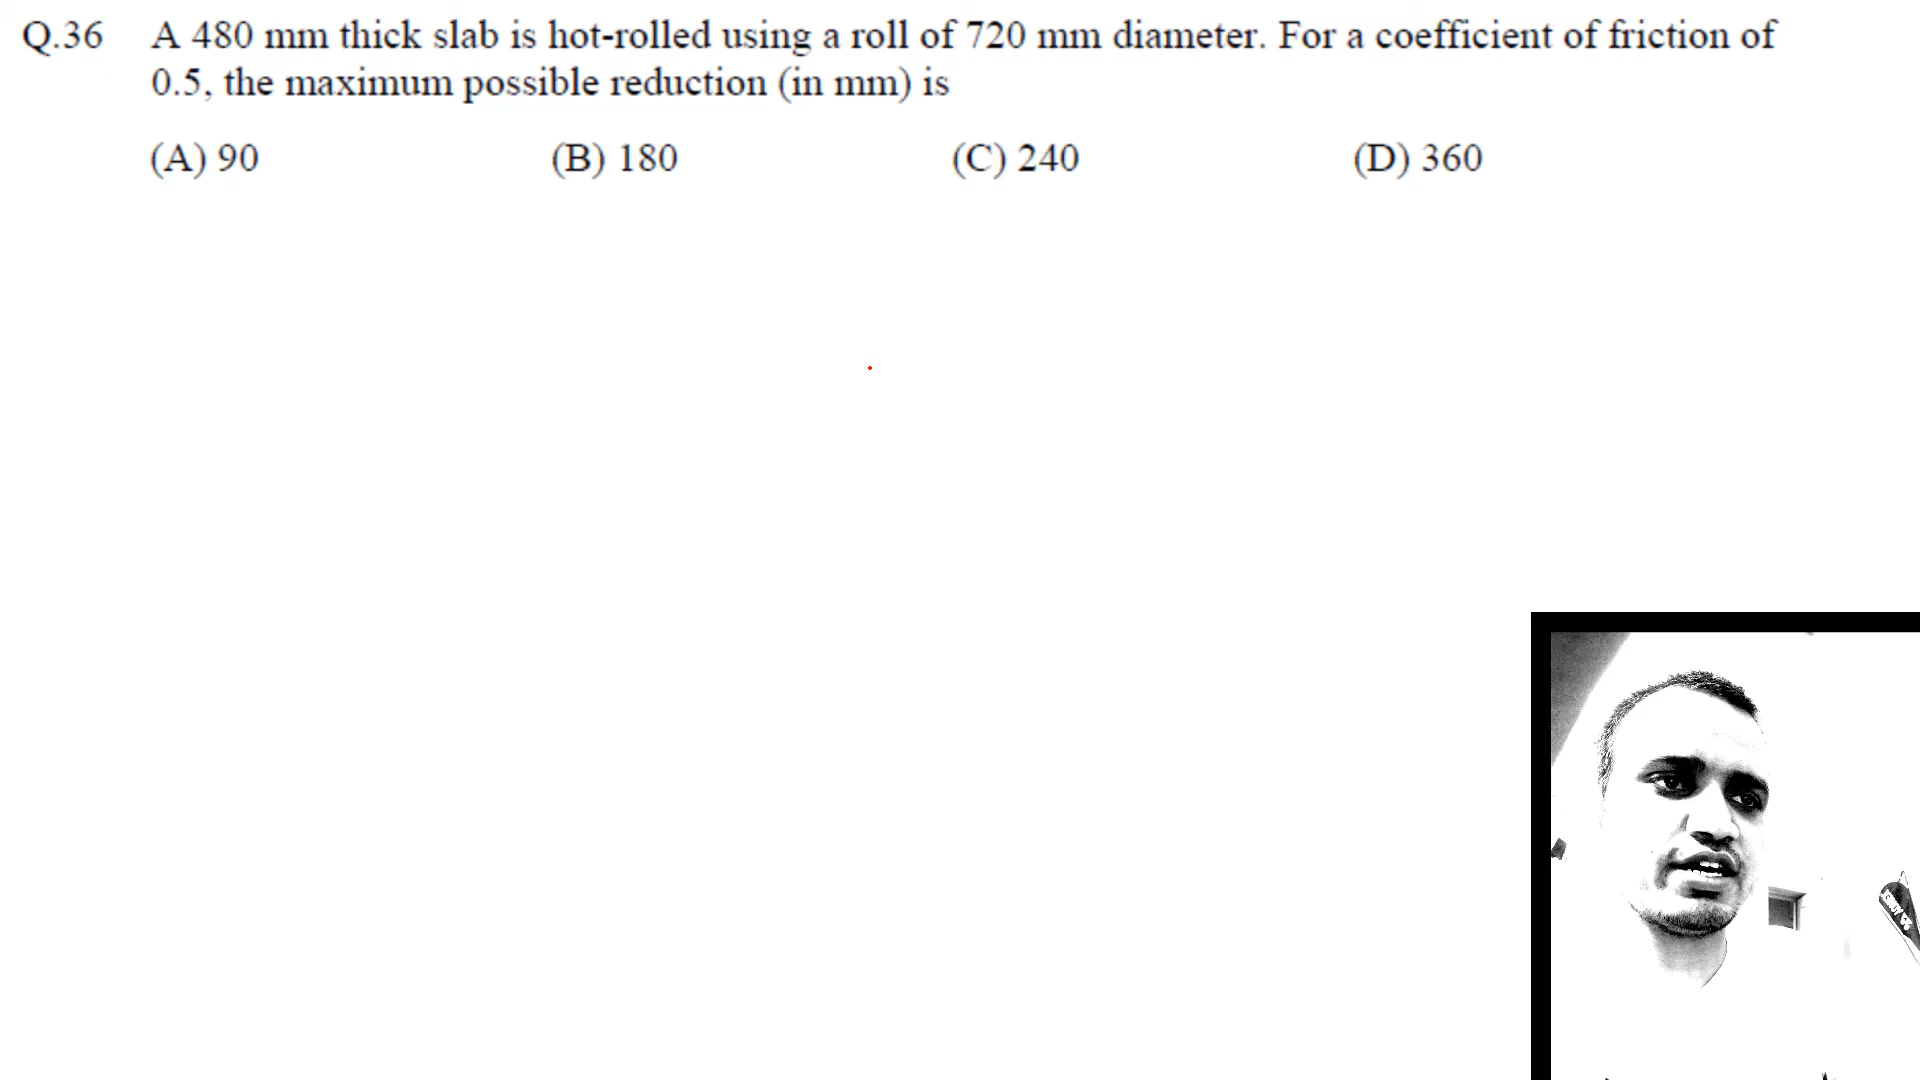 Q.36 A 480 mm thick slab is hot-rolled using a roll of 720 mm diameter. For a coefficient of friction of
0.5, the maximum possible reduction (in mm) is
(A) 90 (B) 180 (C) 240 (D) 360